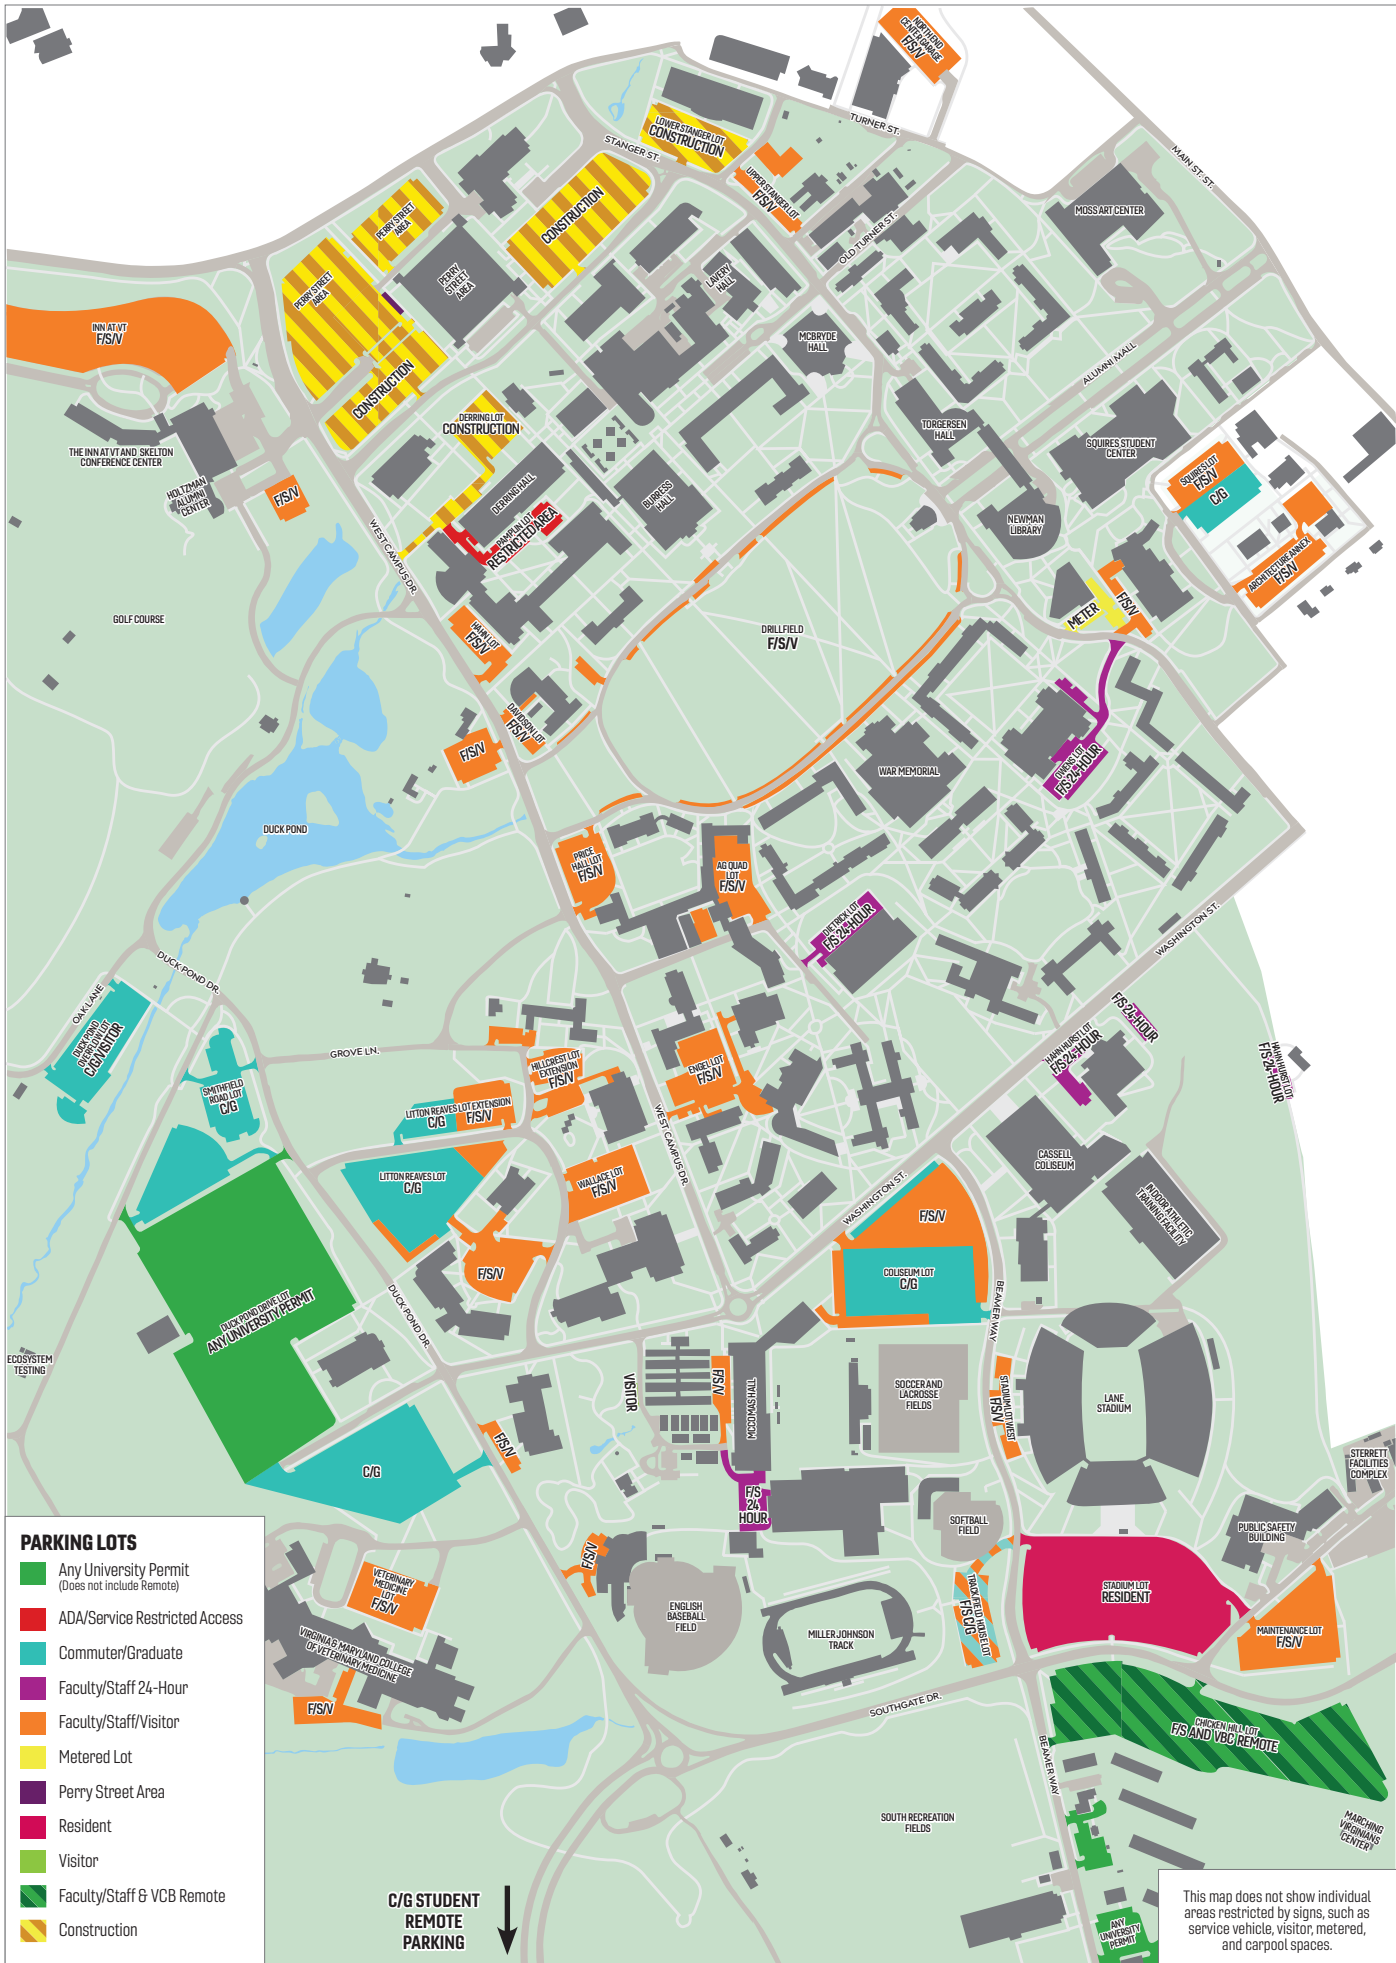 NORTH END
CENTER GARAGE
F/S/V
TURNER ST.
LOWER STANGER LOT
CONSTRUCTION
STANGER ST.
UPPER STANGER LOT
F/S/V
MAIN ST. ST.
MOSS ART CENTER
OLD TURNER ST.
PERRY STREET
AREA
CONSTRUCTION
PERRY
STREET
AREA
LAVERY
HALL
PERRY STREET
AREA
INN AT VT
F/S/V
MCBRYDE
HALL
ALUMNI MALL
CONSTRUCTION
DERRING LOT
CONSTRUCTION
TORGERSEN
HALL
SQUIRES STUDENT
CENTER
THE INN AT VT AND SKELTON
CONFERENCE CENTER
HOLTZMAN
ALUMNI
CENTER
F/S/V
DERRING HALL
BURRESS
HALL
SQUIRES LOT
F/S/V
C/G
PAMPLIN LOT
RESTRICTED AREA
NEWMAN
LIBRARY
WEST CAMPUS DR.
ARCHITECTURE ANNEX
F/S/V
GOLF COURSE
METER
F/S/V
HAHN LOT
F/S/V
DRILLFIELD
F/S/V
DAVIDSON LOT
F/S/V
F/S/V
WAR MEMORIAL
OWENS LOT
F/S 24-HOUR
DUCK POND
PRICE
HALL LOT
F/S/V
AG QUAD
LOT
F/S/V
DIETRICK LOT
F/S 24-HOUR
WASHINGTON ST.
DUCK POND DR.
OAK LANE
DUCK POND
OVERFLOW LOT
C/G/VISITOR
F/S 24-HOUR
HAHN HURST LOT
F/S 24-HOUR
HAHN HURST LOT
F/S 24-HOUR
GROVE LN.
HILLCREST LOT
EXTENSION
F/S/V
ENGEL LOT
F/S/V
SMITHFIELD
ROAD LOT
C/G
LITTON REAVES LOT EXTENSION
C/G
F/S/V
WEST CAMPUS DR.
CASSELL
COLISEUM
LITTON REAVES LOT
C/G
WALLACE LOT
F/S/V
WASHINGTON ST.
INDOOR ATHLETIC
TRAINING FACILITY
F/S/V
F/S/V
COLISEUM LOT
C/G
DUCK POND DRIVE LOT
ANY UNIVERSITY PERMIT
DUCK POND DR.
BEAMER WAY
ECOSYSTEM
TESTING
VISITOR
F/S/V
MCCOMAS HALL
SOCCER AND
LACROSSE
FIELDS
STADIUM LOT WEST
F/S/V
LANE
STADIUM
F/S/V
C/G
STERRETT
FACILITIES
COMPLEX
F/S
24
HOUR
SOFTBALL
FIELD
PUBLIC SAFETY
BUILDING
F/S/V
VETERINARY
MEDICINE
LOT
F/S/V
STADIUM LOT
RESIDENT
ENGLISH
BASEBALL
FIELD
MILLER JOHNSON
TRACK
TRACK/FIELD HOUSE LOT
F/S C/G
MAINTENANCE LOT
F/S/V
VIRGINIA & MARYLAND COLLEGE
OF VETERINARY MEDICINE
F/S/V
SOUTHGATE DR.
CHICKEN HILL LOT
F/S AND VBC REMOTE
BEAMER WAY
SOUTH RECREATION
FIELDS
MARCHING
VIRGINIANS
CENTER
C/G STUDENT
REMOTE
PARKING
ANY
UNIVERSITY
PERMIT
PARKING LOTS
Any University Permit
(Does not include Remote)
ADA/Service Restricted Access
Commuter/Graduate
Faculty/Staff 24-Hour
Faculty/Staff/Visitor
Metered Lot
Perry Street Area
Resident
Visitor
Faculty/Staff & VCB Remote
Construction
This map does not show individual
areas restricted by signs, such as
service vehicle, visitor, metered,
and carpool spaces.